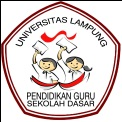 UNIVERSITAS LAMPUNG
PENDIDIKAN GURU
SEKOLAH DASAR